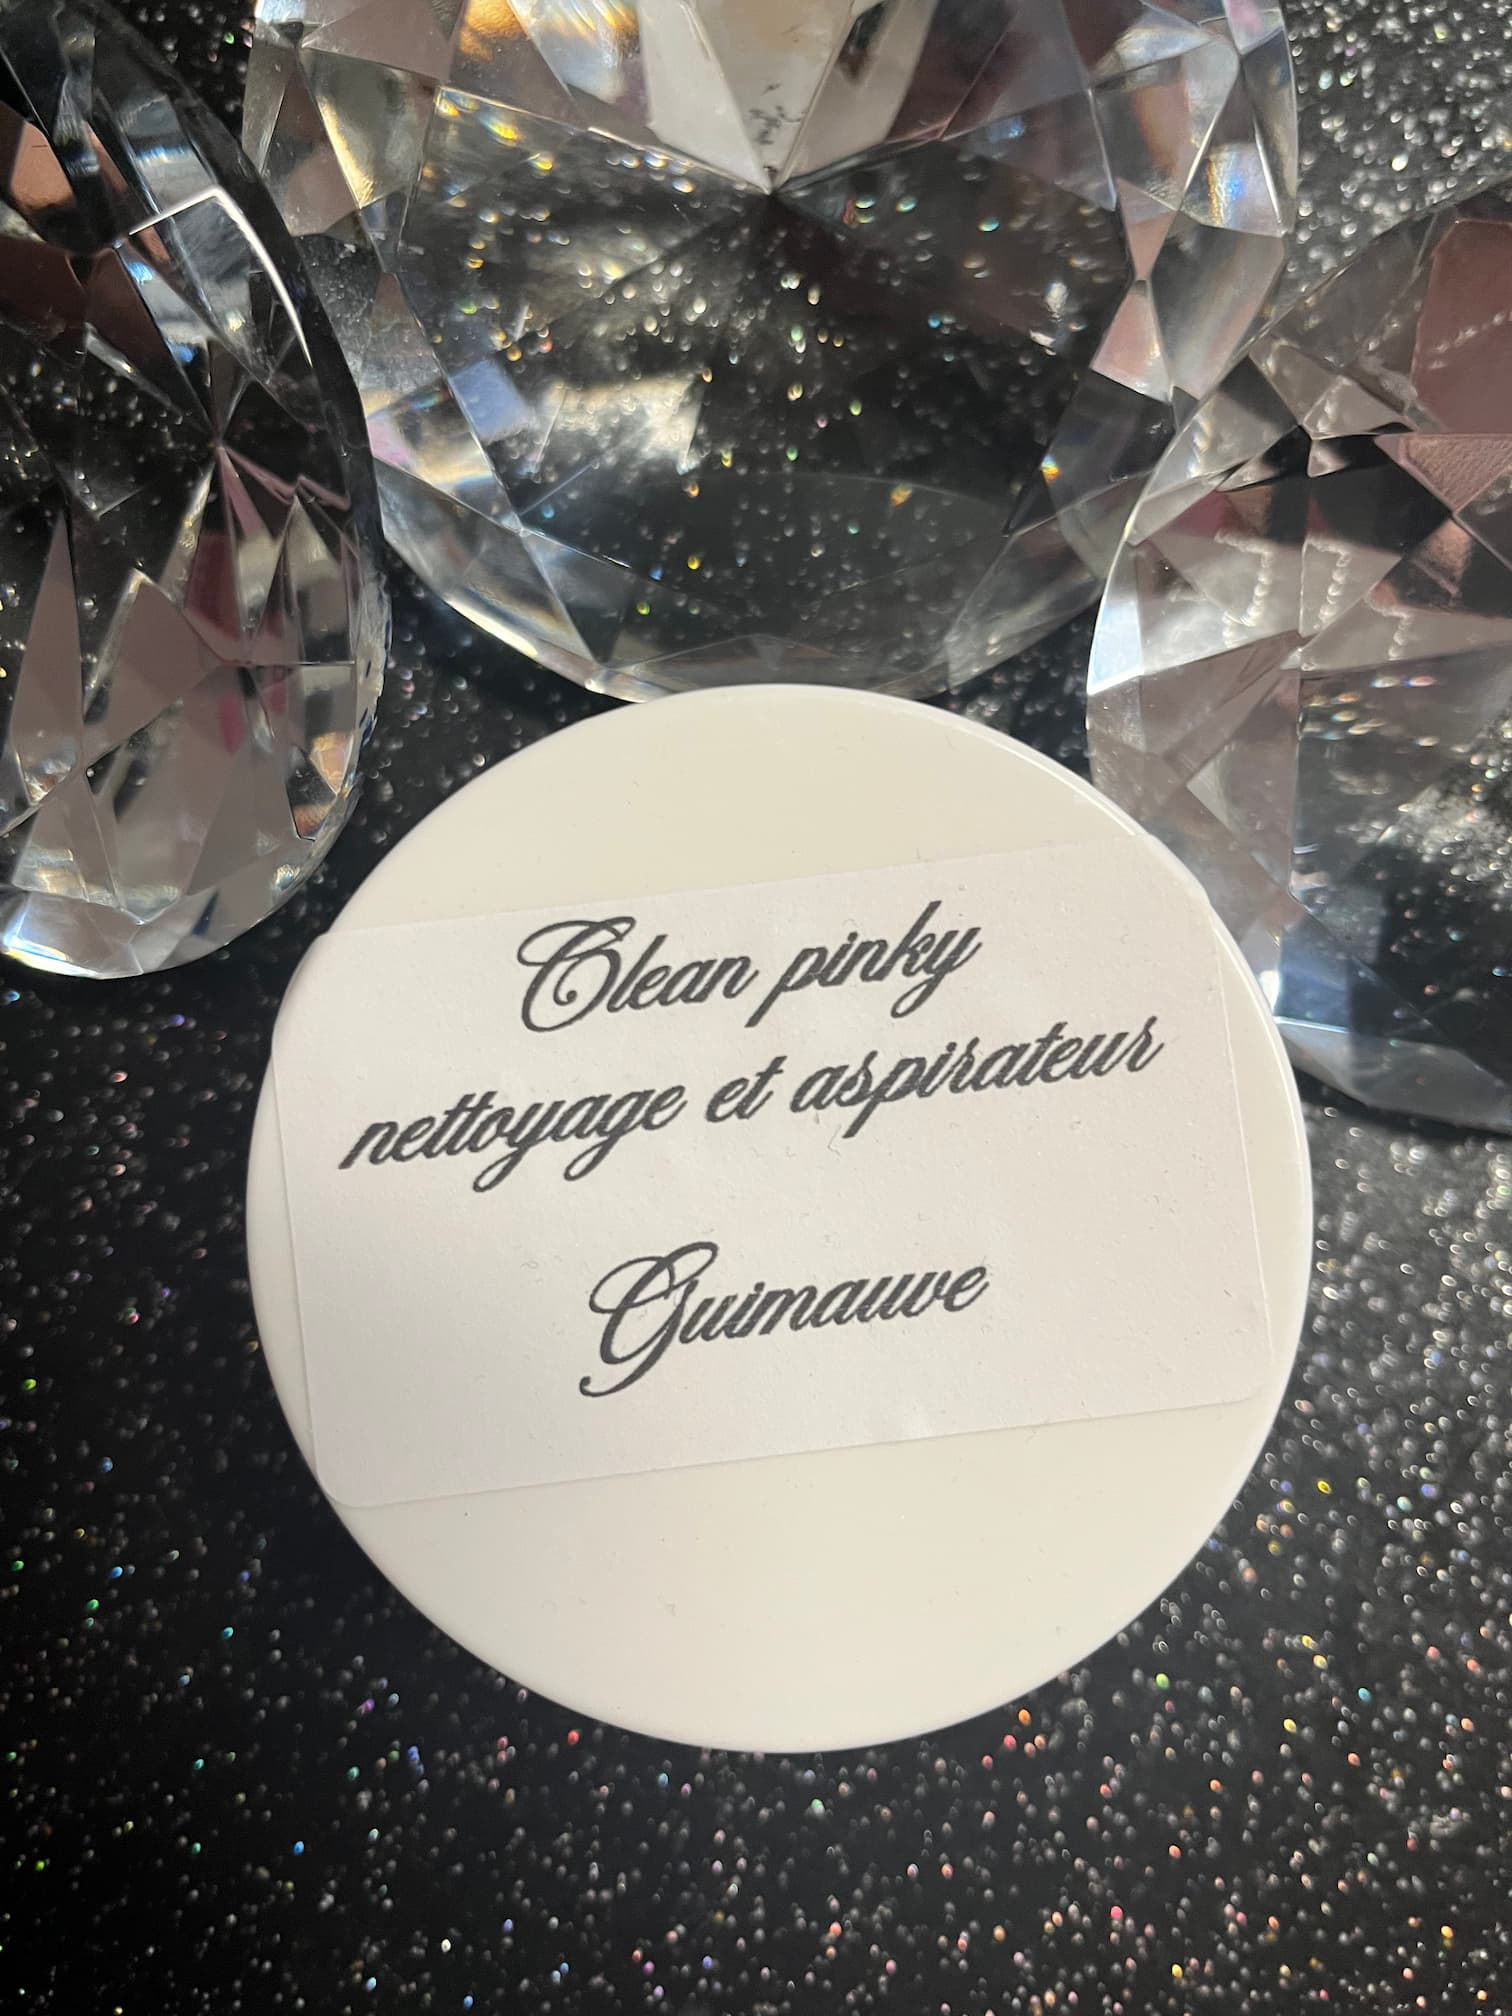 Clean pinky
nettoyage et aspirateur
Guimauve